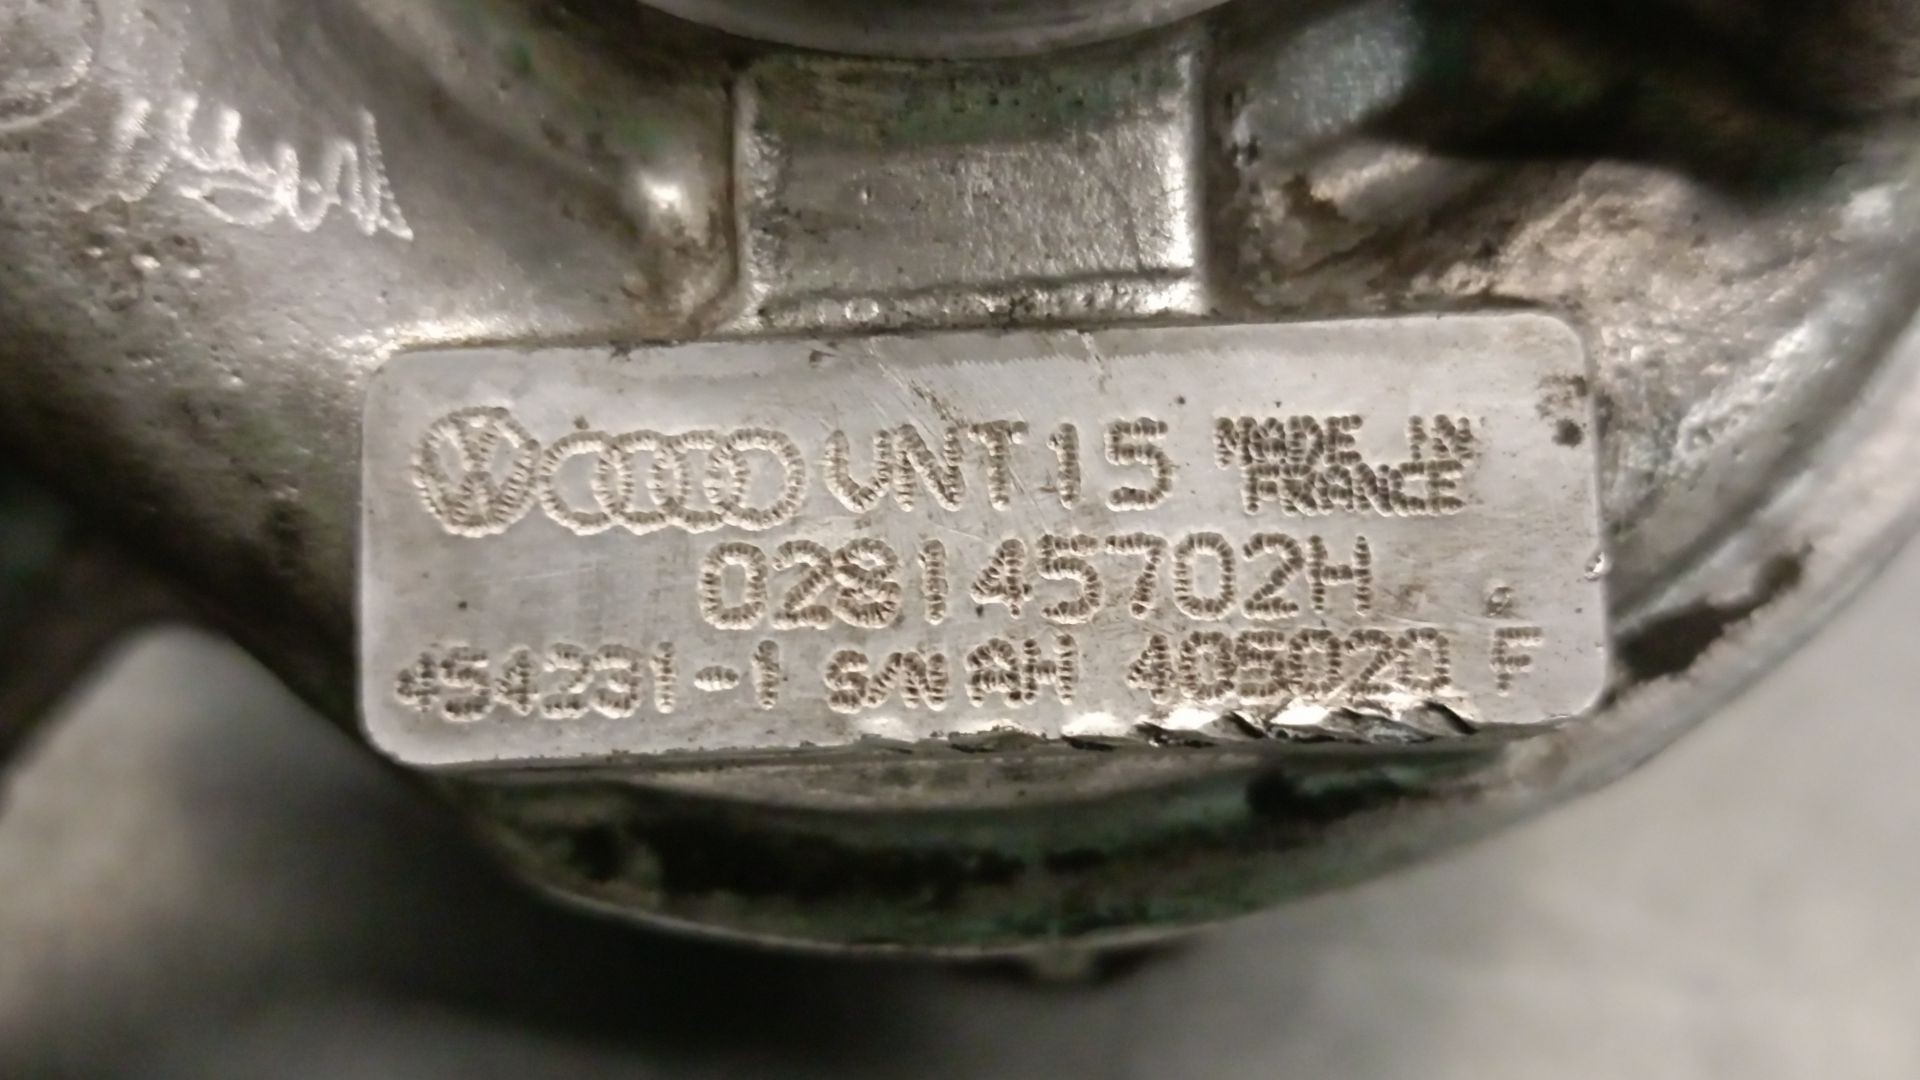 VNT15 MADE IN FRANCE
028145702H
454231-1 S/N AH 405020 F